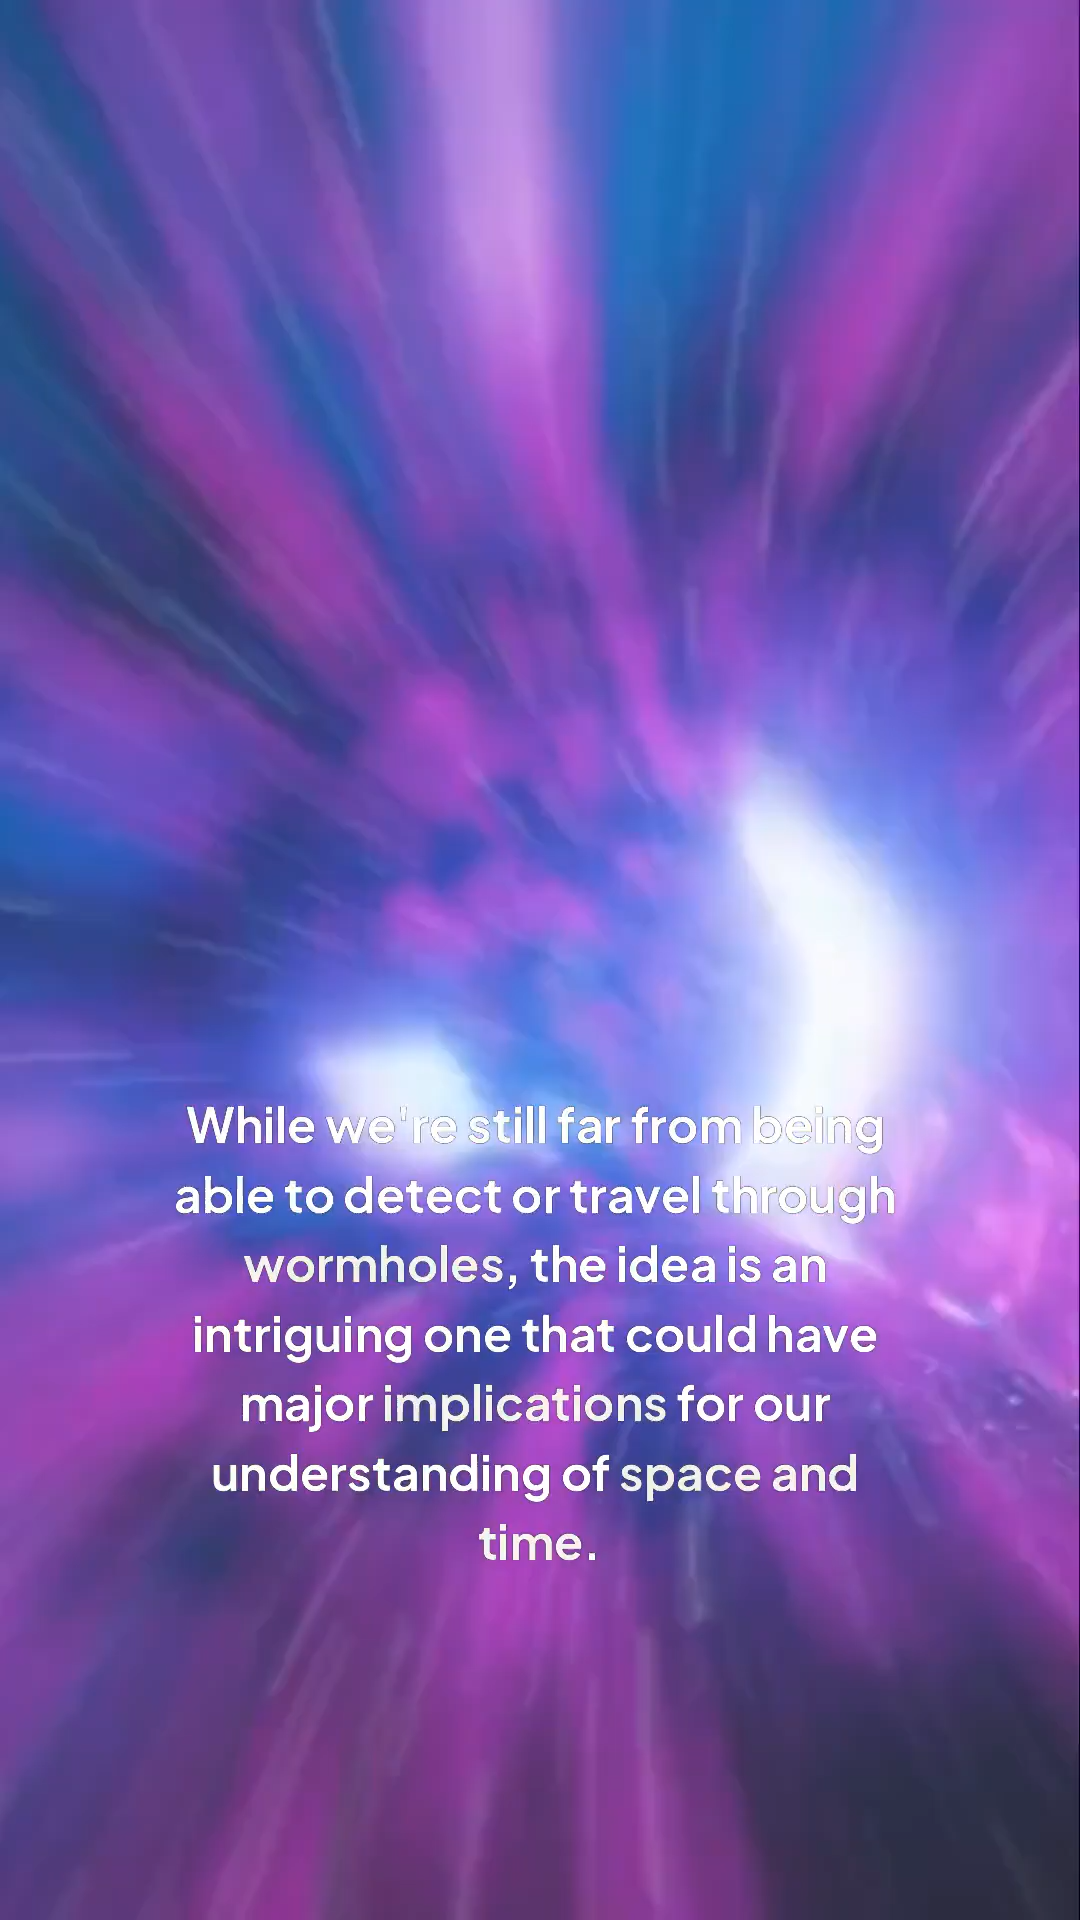 While we're still far from being
able to detect or travel through
wormholes, the idea is an
intriguing one that could have
major implications for our
understanding of space and
time.